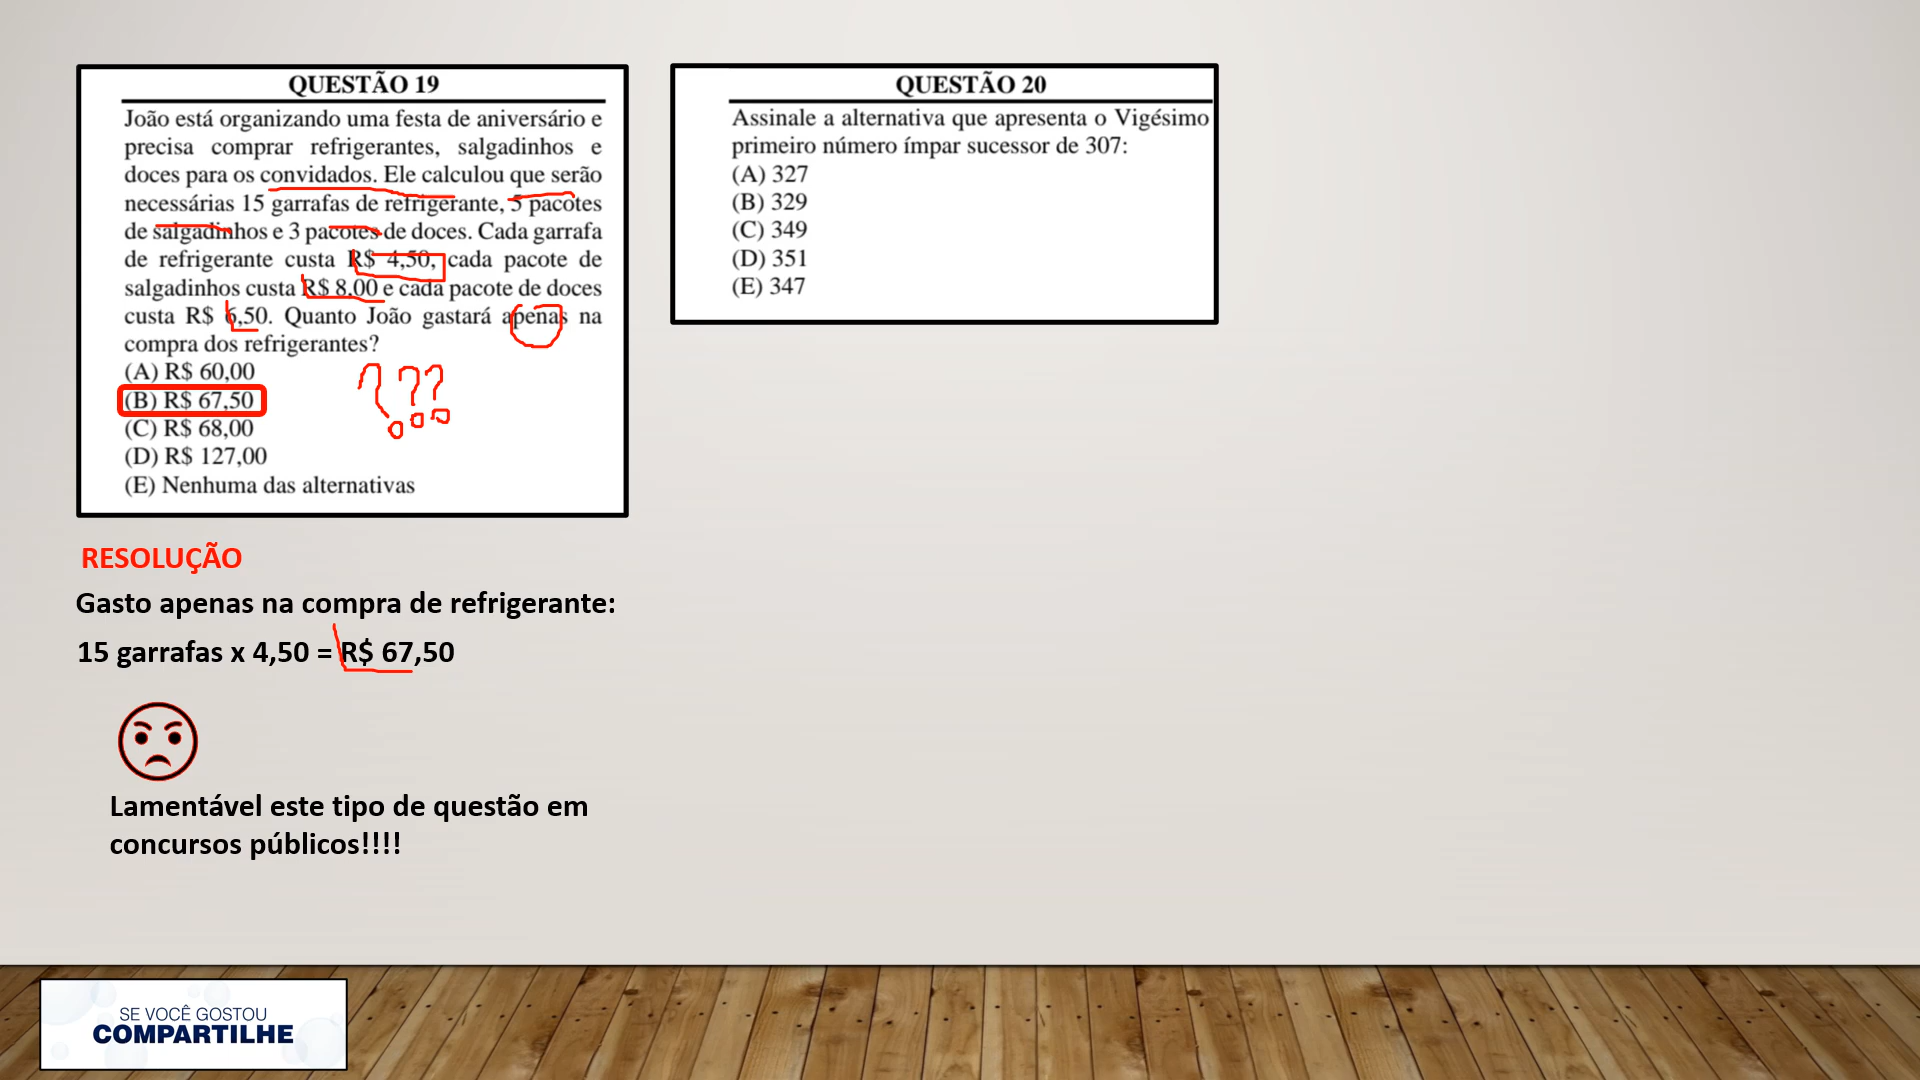 QUESTÃO 19
João está organizando uma festa de aniversário e
precisa comprar refrigerantes, salgadinhos e
doces para os convidados. Ele calculou que serão
necessárias 15 garrafas de refrigerante, 5 pacotes
de salgadinhos e 3 pacotes de doces. Cada garrafa
de refrigerante custa R$ 4,50, cada pacote de
salgadinhos custa R$ 8,00 e cada pacote de doces
custa R$ 6,50. Quanto João gastará apenas na
compra dos refrigerantes?
(A) R$ 60,00
(B) R$ 67,50
(C) R$ 68,00
(D) R$ 127,00
(E) Nenhuma das alternativas
???
RESOLUÇÃO
Gasto apenas na compra de refrigerante:
15 garrafas x 4,50 = R$ 67,50
Lamentável este tipo de questão em
concursos públicos!!!!
QUESTÃO 20
Assinale a alternativa que apresenta o Vigésimo
primeiro número ímpar sucessor de 307:
(A) 327
(B) 329
(C) 349
(D) 351
(E) 347
SE VOCÊ GOSTOU
COMPARTILHE